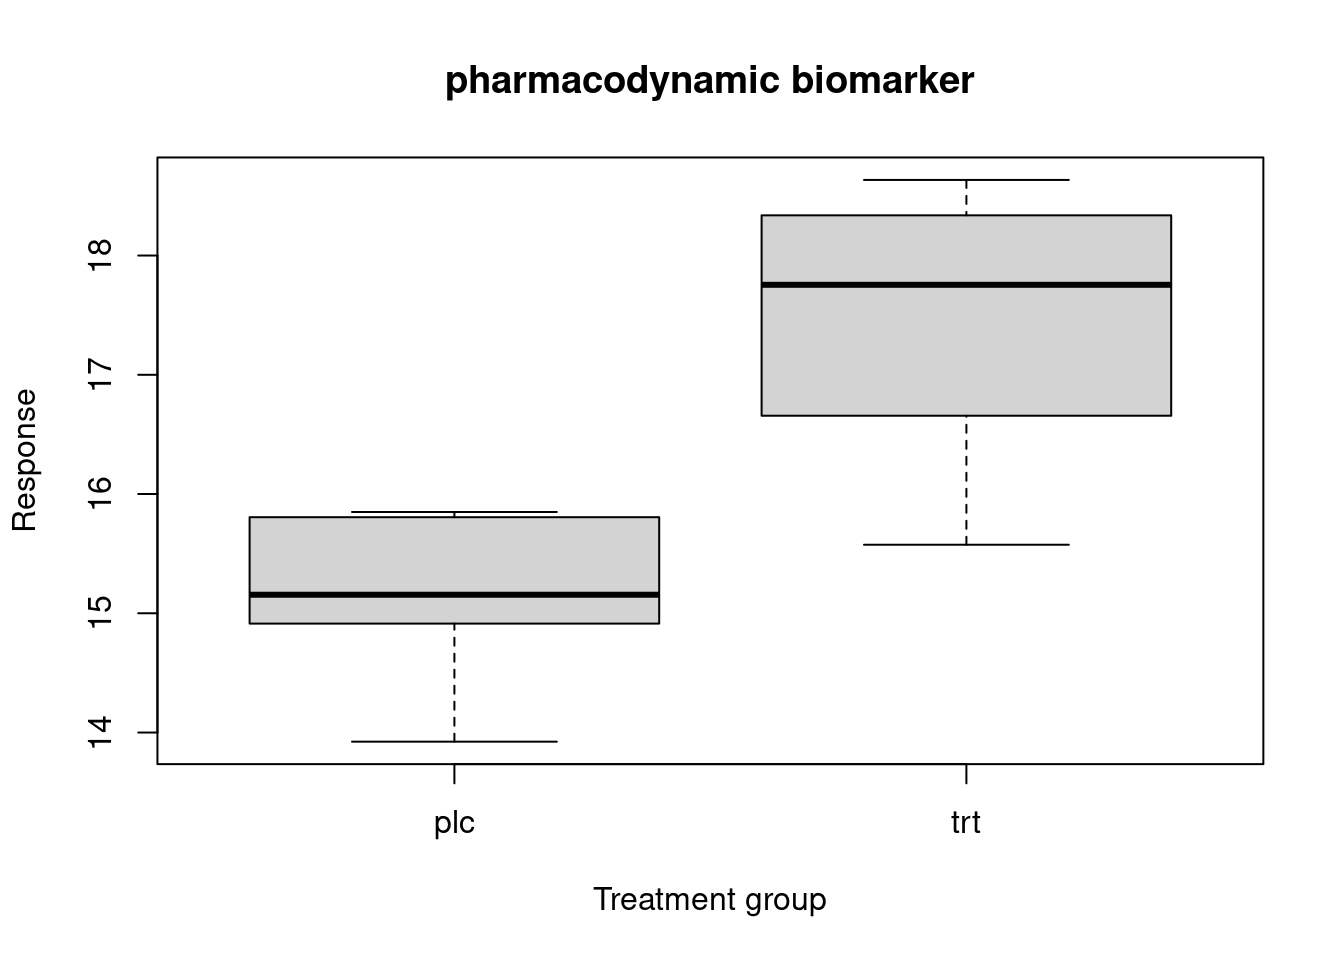 pharmacodynamic biomarker
Response
18
17
16
15
14
plc
trt
Treatment group